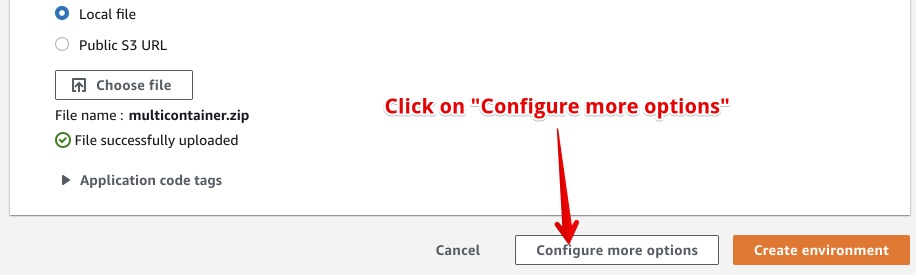 Local file
Public S3 URL
Choose file
File name : multicontainer.zip
File successfully uploaded
Application code tags
Click on "Configure more options"
Cancel
Configure more options
Create environment